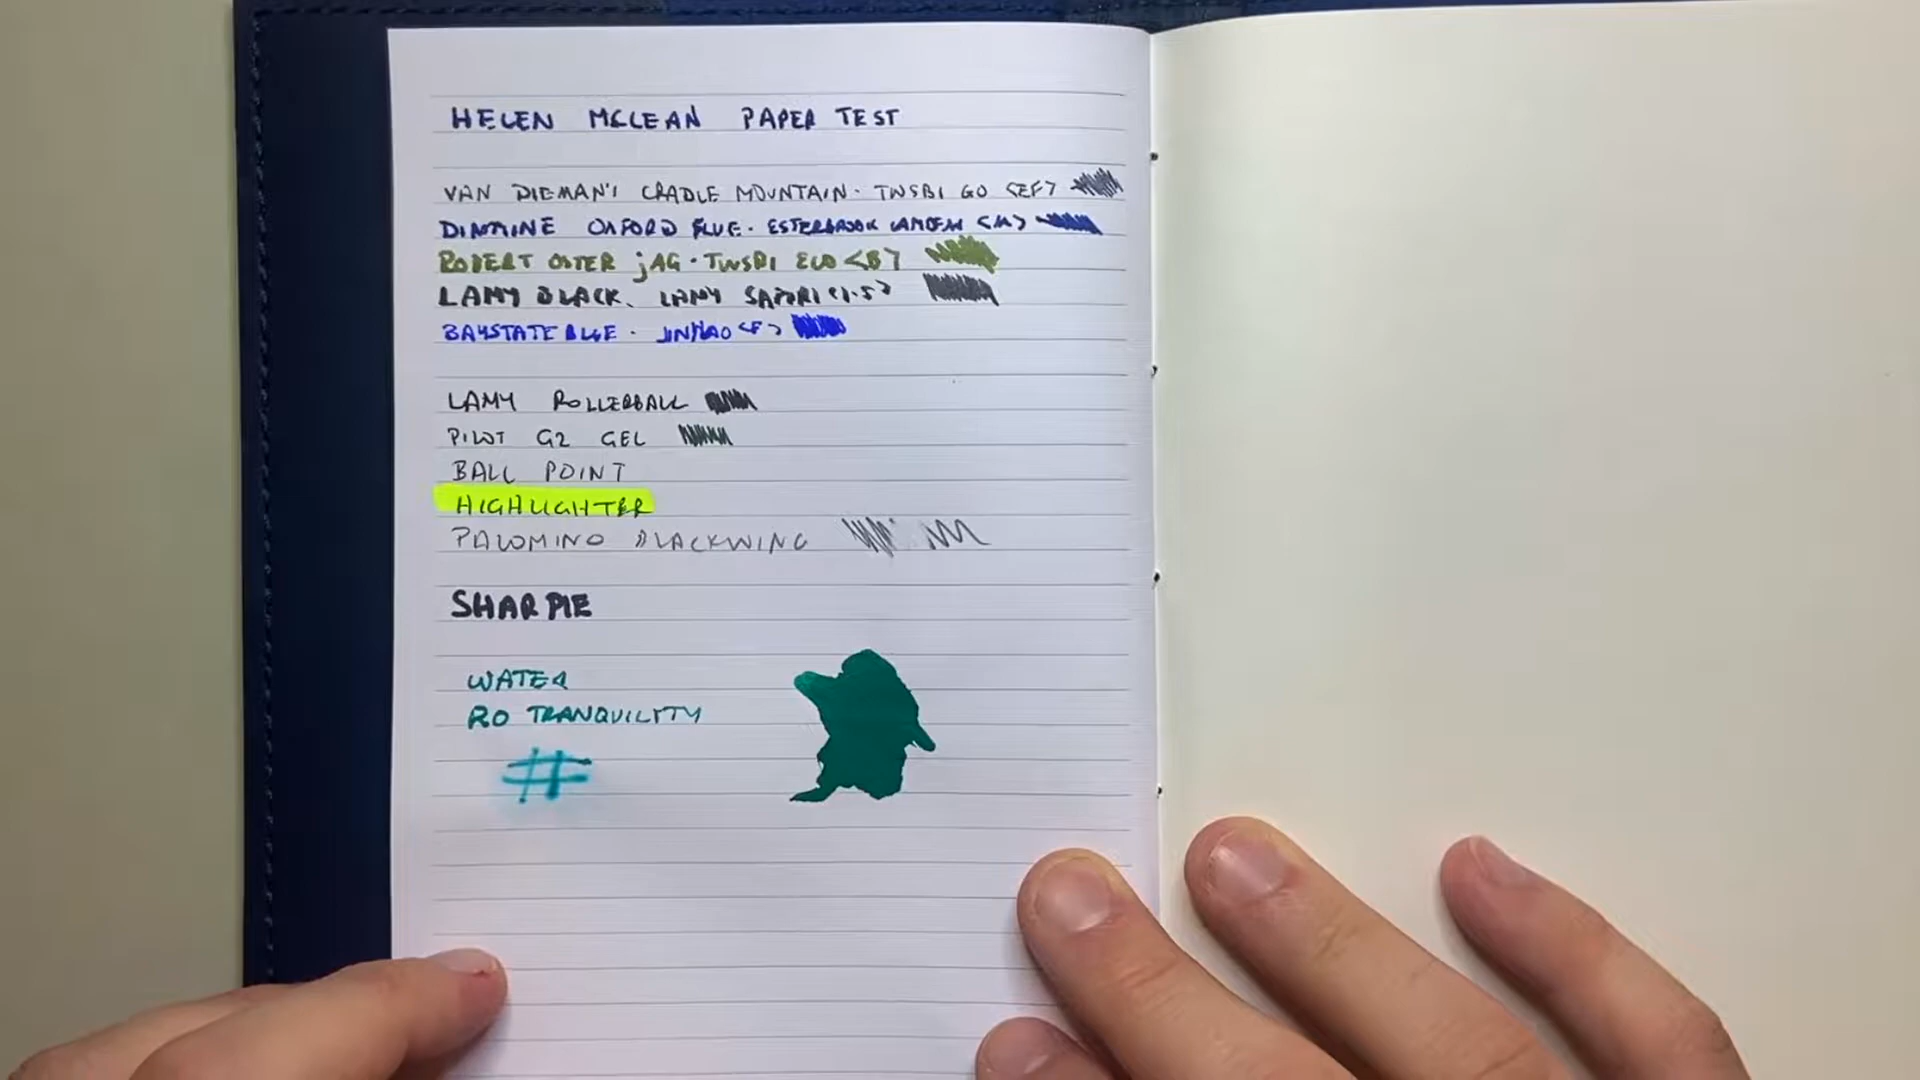 HELEN MCLEAN PAPER TEST
VAN DIEMAN'S CRADLE MOUNTAIN · TWSBI GO <EF>
DIAMINE OXFORD BLUE · ESTERBROOK CAMDEN <M>
ROBERT OSTER JAG · TWSBI ECO <B>
LAMY BLACK. LAMY SAFARI <1.5>
BAYSTATE BLUE · JINHAO <F>
LAMY ROLLERBALL
PILOT G2 GEL
BALL POINT
HIGHLIGHTER
PALOMINO BLACKWING
SHARPIE
WATER
RO TRANQUILITY
#